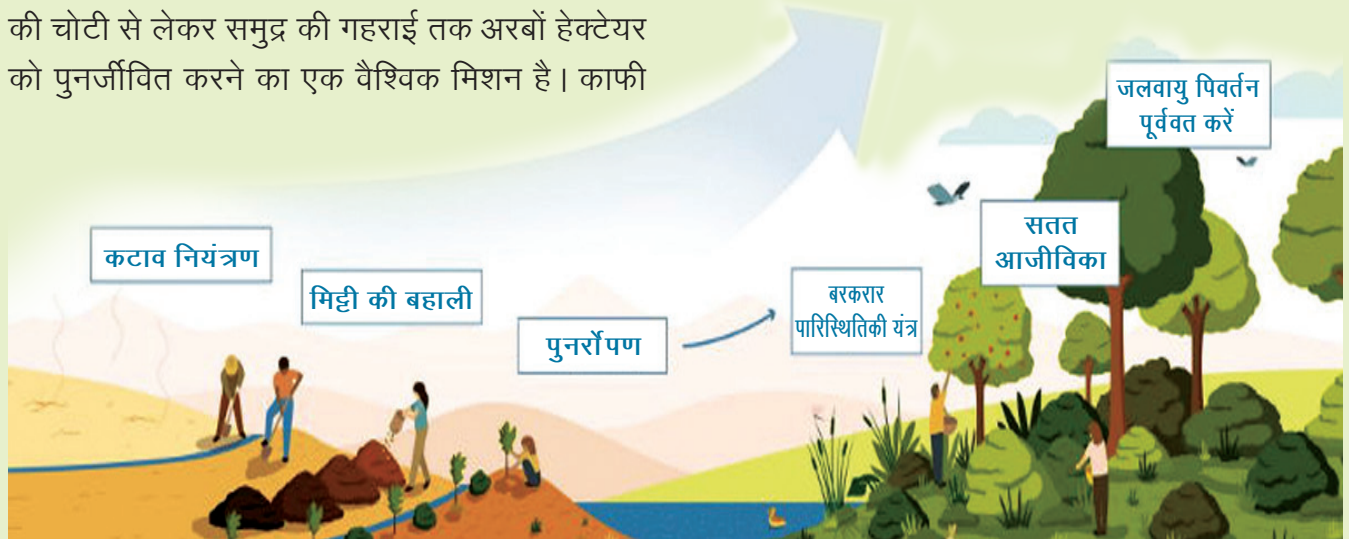 की चोटी से लेकर समुद्र की गहराई तक अरबों हेक्टेयर
को पुनर्जीवित करने का एक वैश्विक मिशन है। काफी
जलवायु पिवर्तन
पूर्ववत करें
सतत
आजीविका
कटाव नियंत्रण
मिट्टी की बहाली
बरकरार
पारिस्थितिकी यंत्र
पुनर्रोपण